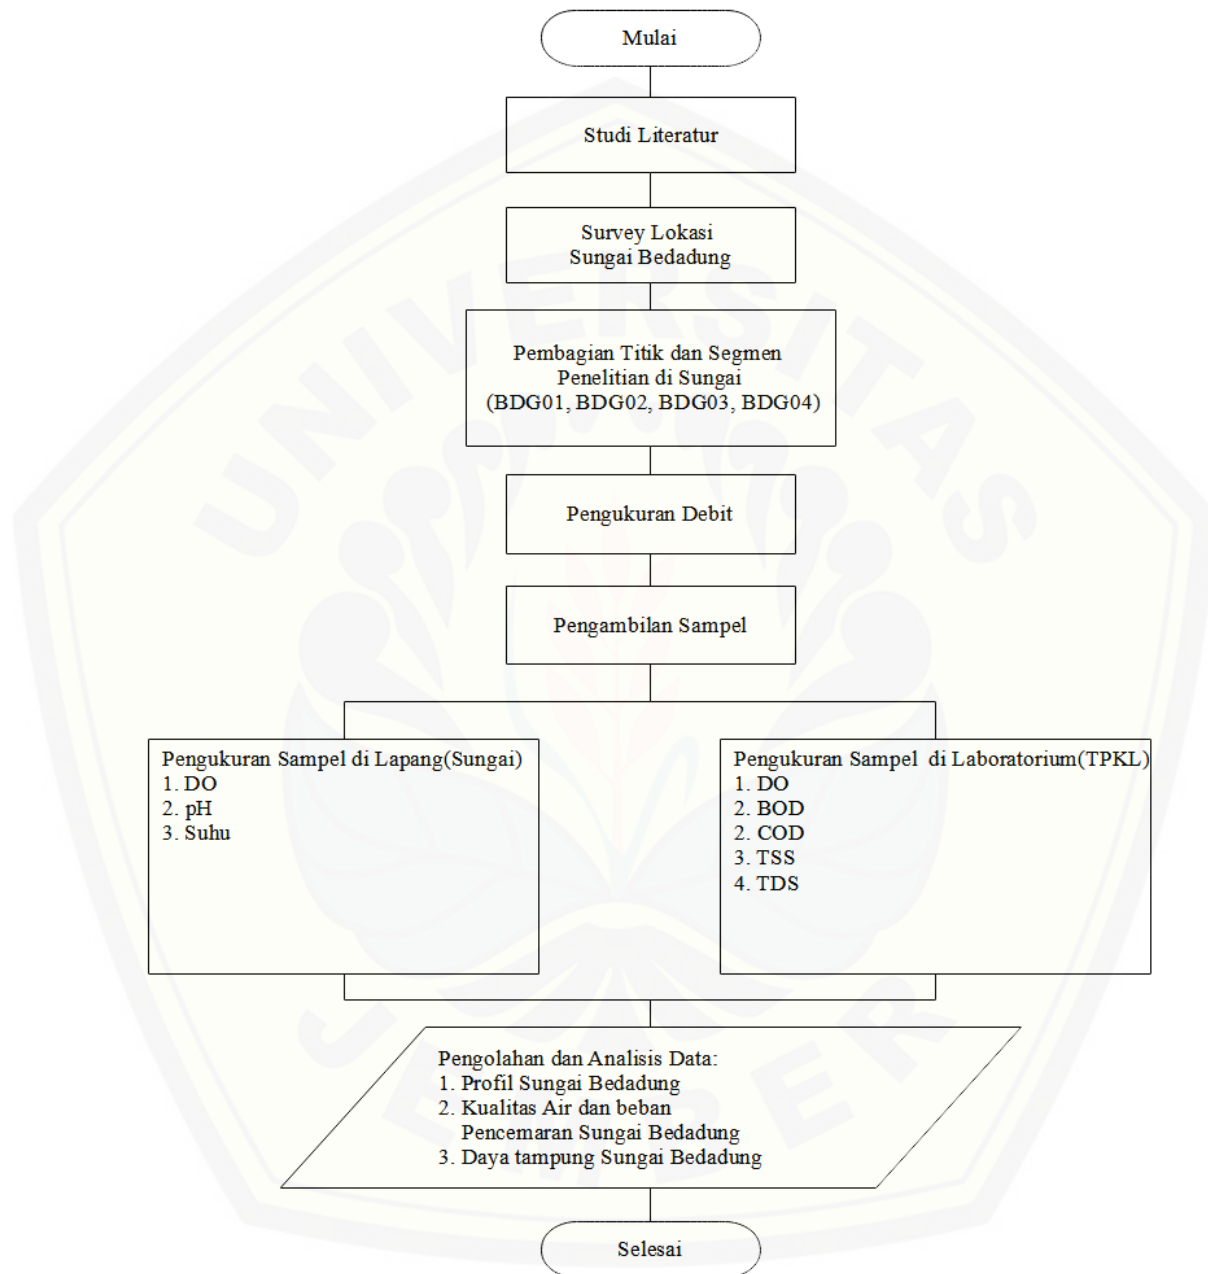 Mulai
Studi Literatur
Survey Lokasi
Sungai Bedadung
Pembagian Titik dan Segmen
Penelitian di Sungai
(BDG01, BDG02, BDG03, BDG04)
Pengukuran Debit
Pengambilan Sampel
Pengukuran Sampel di Lapang(Sungai)
1. DO
2. pH
3. Suhu
Pengukuran Sampel  di Laboratorium(TPKL)
1. DO
2. BOD
2. COD
3. TSS
4. TDS
Pengolahan dan Analisis Data:
1. Profil Sungai Bedadung
2. Kualitas Air dan beban
Pencemaran Sungai Bedadung
3. Daya tampung Sungai Bedadung
Selesai
UNIVERSITAS
JEMBER